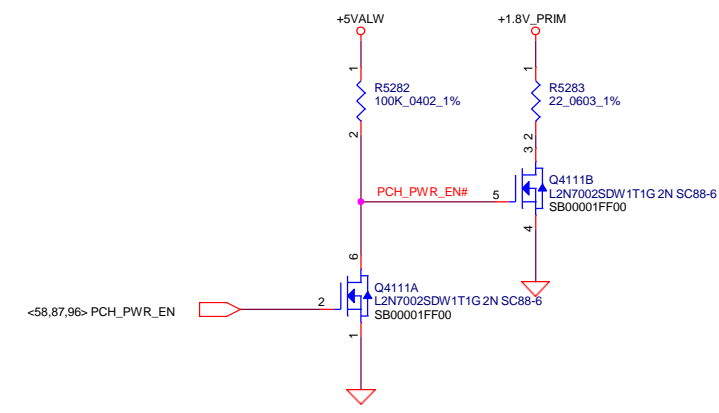 +5VALW
+1.8V_PRIM
1
R5282
100K_0402_1%
2
1
R5283
22_0603_1%
2
3
PCH_PWR_EN#
5
Q4111B
L2N7002SDW1T1G 2N SC88-6
SB00001FF00
4
6
Q4111A
L2N7002SDW1T1G 2N SC88-6
SB00001FF00
2
1
<58,87,96> PCH_PWR_EN